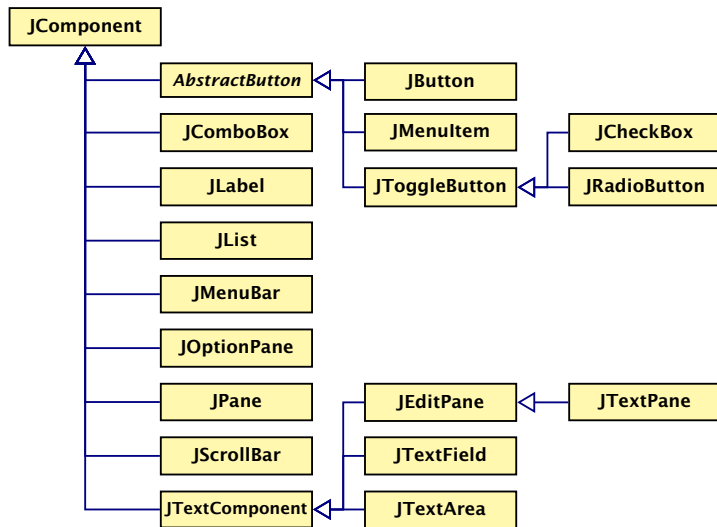 JComponent
AbstractButton
JButton
JComboBox
JMenuItem
JCheckBox
JLabel
JToggleButton
JRadioButton
JList
JMenuBar
JOptionPane
JPane
JEditPane
JTextPane
JScrollBar
JTextField
JTextComponent
JTextArea